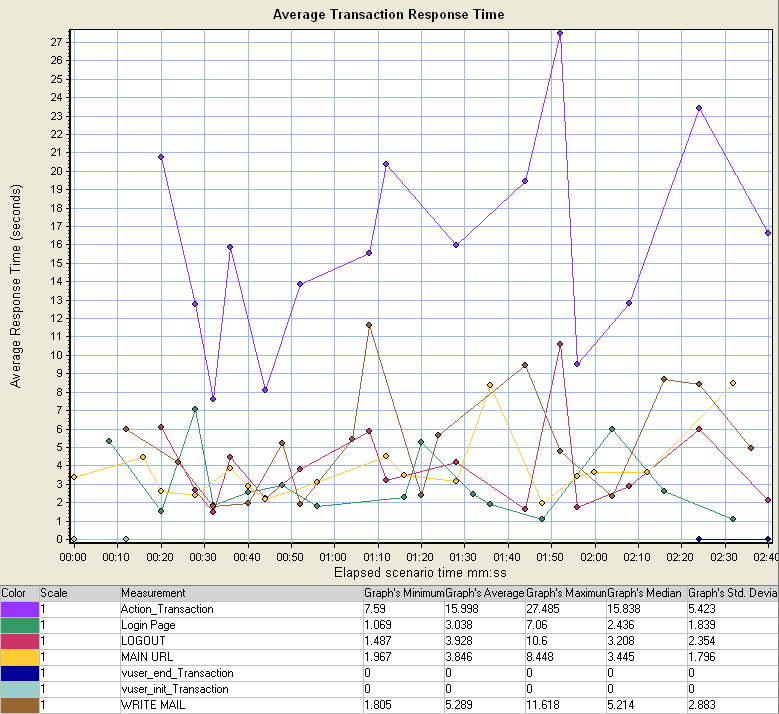 Average Transaction Response Time
Average Response Time (seconds)
27
26
25
24
23
22
21
20
19
18
17
16
15
14
13
12
11
10
9
8
7
6
5
4
3
2
1
0
00:00 00:10 00:20 00:30 00:40 00:50 01:00 01:10 01:20 01:30 01:40 01:50 02:00 02:10 02:20 02:30 02:40
Elapsed scenario time mm:ss
Color Scale Measurement Graph's Minimum Graph's Average Graph's Maximun Graph's Median Graph's Std. Devia
1 Action_Transaction 7.59 15.998 27.485 15.838 5.423
1 Login Page 1.069 3.038 7.06 2.436 1.839
1 LOGOUT 1.487 3.928 10.6 3.208 2.354
1 MAIN URL 1.967 3.846 8.448 3.445 1.796
1 vuser_end_Transaction 0 0 0 0 0
1 vuser_init_Transaction 0 0 0 0 0
1 WRITE MAIL 1.805 5.289 11.618 5.214 2.883